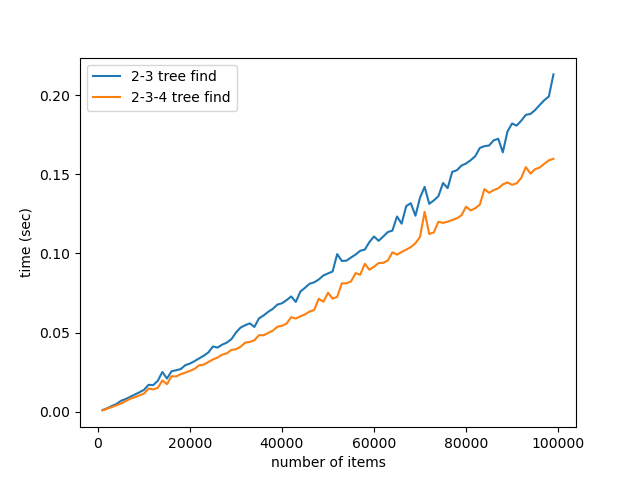 2-3 tree find
2-3-4 tree find
0.20
0.15
0.10
0.05
0.00
time (sec)
0 20000 40000 60000 80000 100000
number of items